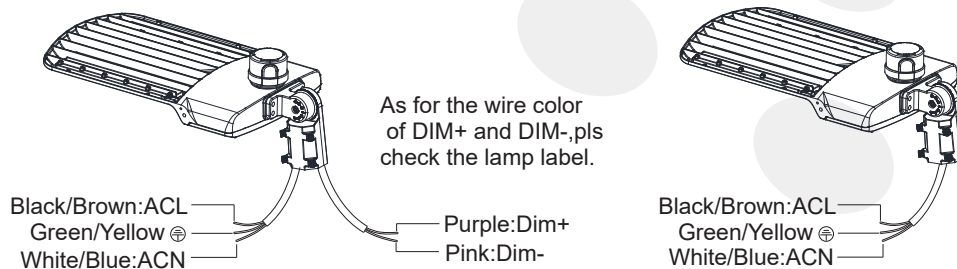 As for the wire color
of DIM+ and DIM-,pls
check the lamp label.
Black/Brown:ACL
Green/Yellow
White/Blue:ACN
Purple:Dim+
Pink:Dim-
Black/Brown:ACL
Green/Yellow
White/Blue:ACN